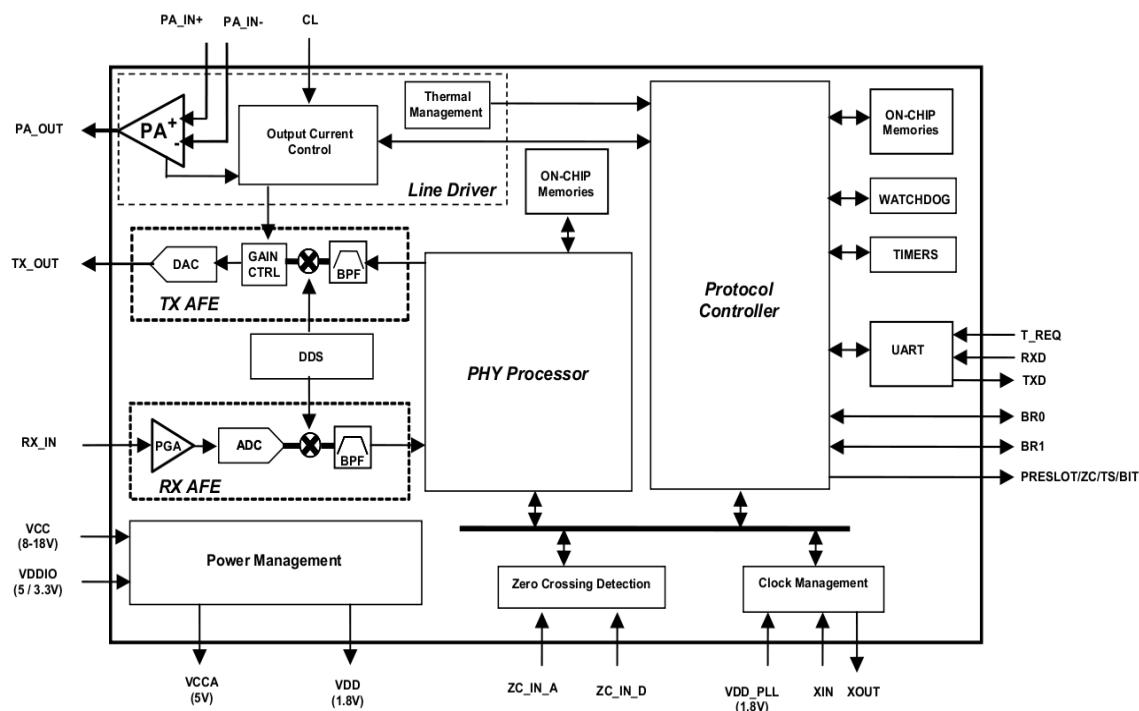 PA_IN+
PA_IN-
CL
PA_OUT
PA
+
-
Output Current
Control
Thermal
Management
Line Driver
ON-CHIP
Memories
ON-CHIP
Memories
WATCHDOG
TIMERS
TX_OUT
DAC
GAIN
CTRL
BPF
TX AFE
DDS
PHY Processor
Protocol
Controller
UART
T_REQ
RXD
TXD
BR0
BR1
PRESLOT/ZC/TS/BIT
RX_IN
PGA
ADC
BPF
RX AFE
VCC
(8-18V)
VDDIO
(5 / 3.3V)
Power Management
Zero Crossing Detection
Clock Management
VCCA
(5V)
VDD
(1.8V)
ZC_IN_A
ZC_IN_D
VDD_PLL
(1.8V)
XIN
XOUT